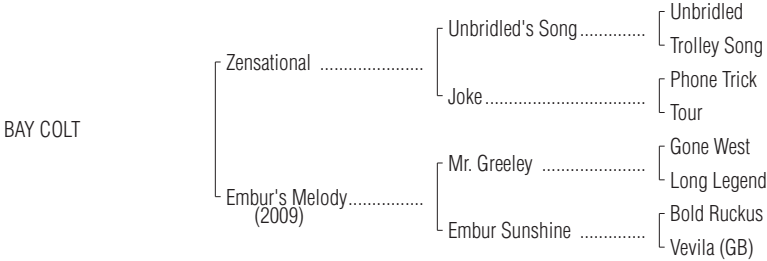 Unbridled
Unbridled's Song..............
Trolley Song
Zensational ......................
Phone Trick
Joke..................................
Tour
BAY COLT
Gone West
Mr. Greeley ......................
Long Legend
Embur's Melody................
(2009)
Bold Ruckus
Embur Sunshine ..............
Vevila (GB)